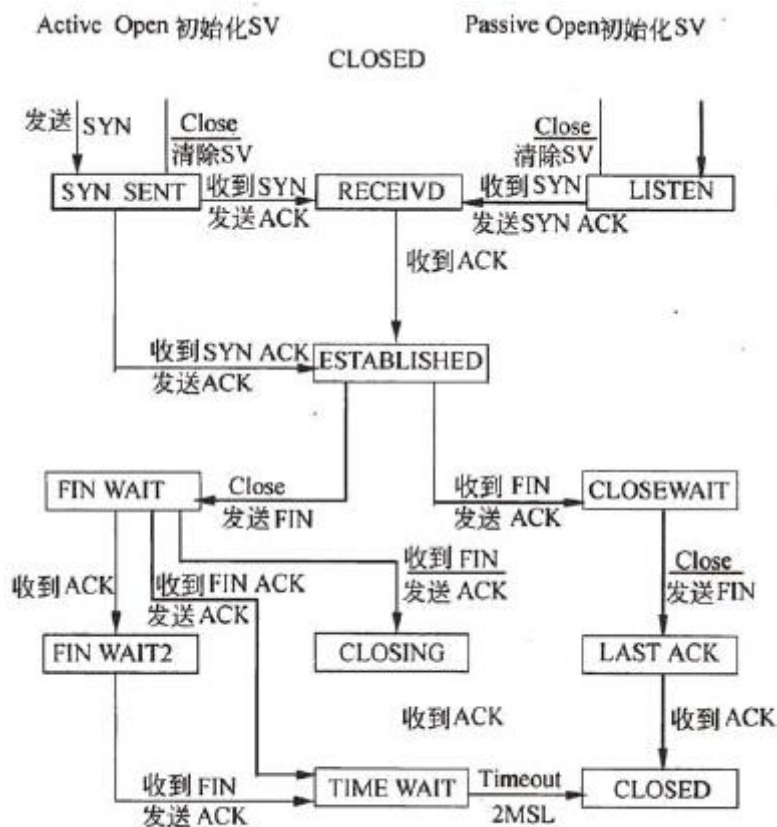 Active Open 初始化SV
Passive Open初始化SV
CLOSED
发送 SYN
Close
清除SV
Close
清除SV
SYN SENT
收到SYN
发送ACK
RECEIVD
收到SYN
发送SYN ACK
LISTEN
收到ACK
收到SYN ACK
发送ACK
ESTABLISHED
FIN WAIT
Close
发送FIN
收到 FIN
发送 ACK
CLOSEWAIT
收到ACK
收到FIN ACK
发送ACK
收到 FIN
发送 ACK
Close
发送FIN
FIN WAIT2
CLOSING
LAST ACK
收到ACK
收到ACK
收到 FIN
发送 ACK
TIME WAIT
Timeout
2MSL
CLOSED